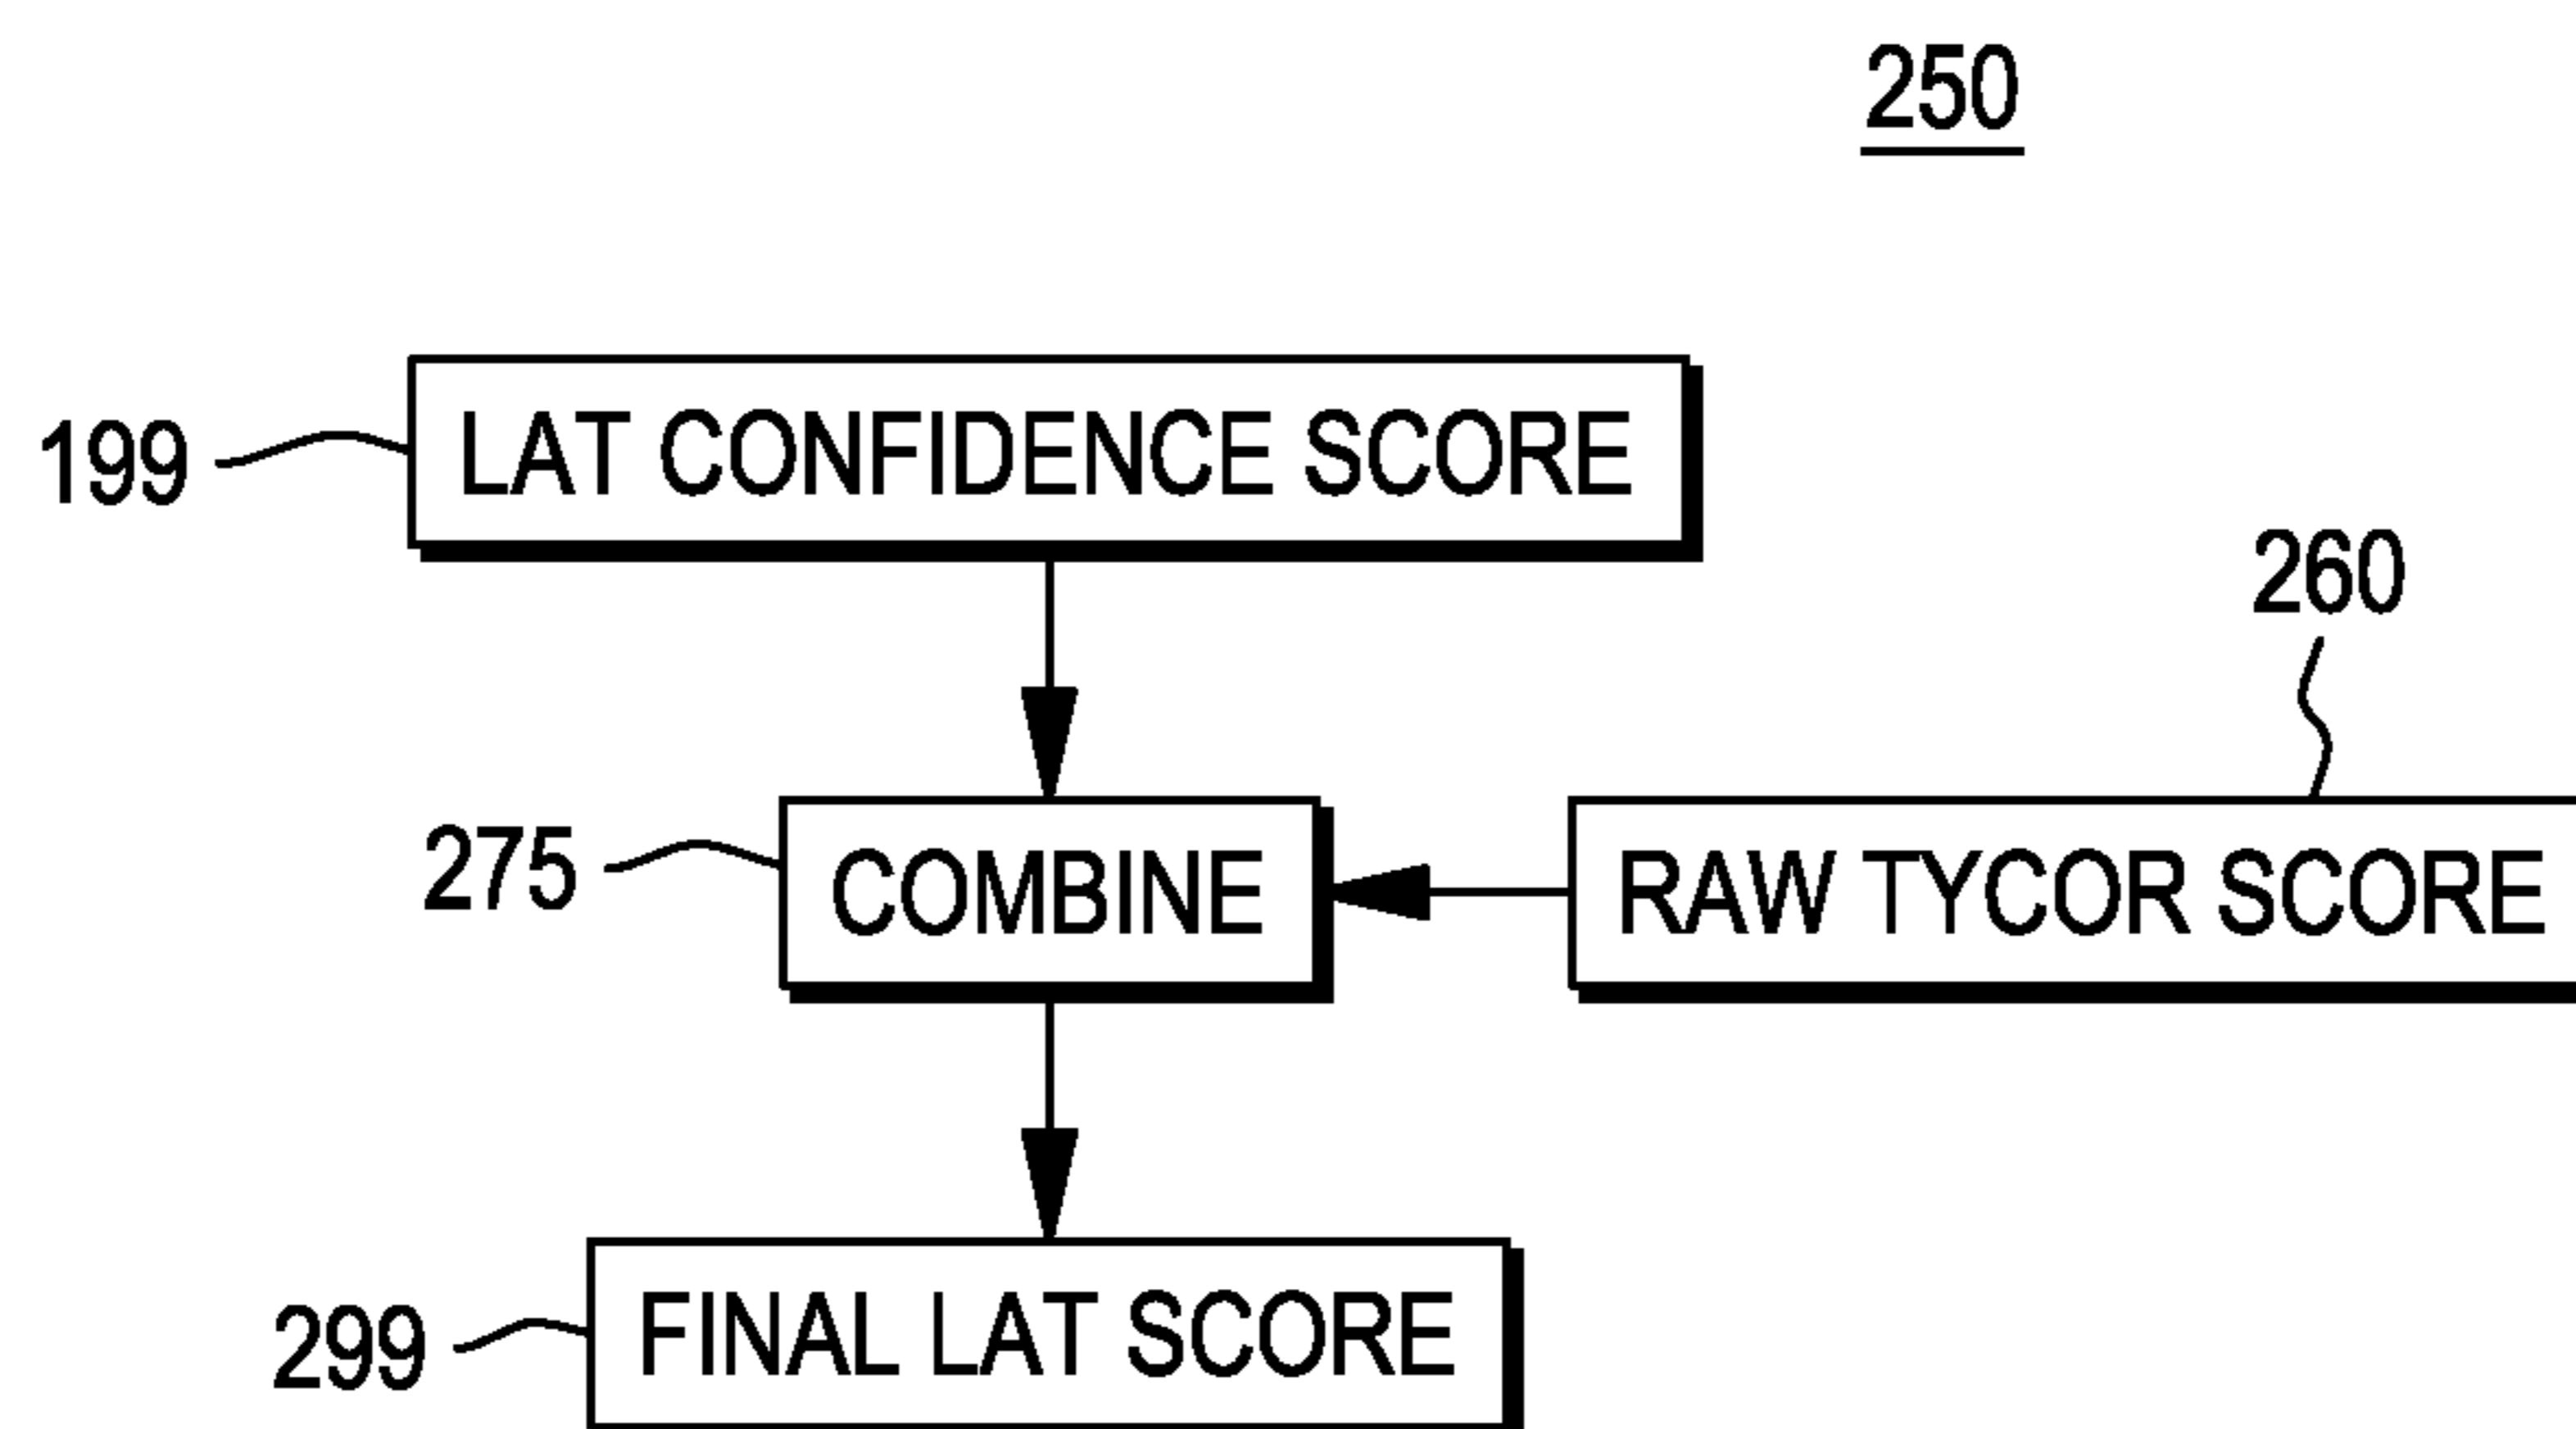 250
199
LAT CONFIDENCE SCORE
260
275
COMBINE
RAW TYCOR SCORE
299
FINAL LAT SCORE